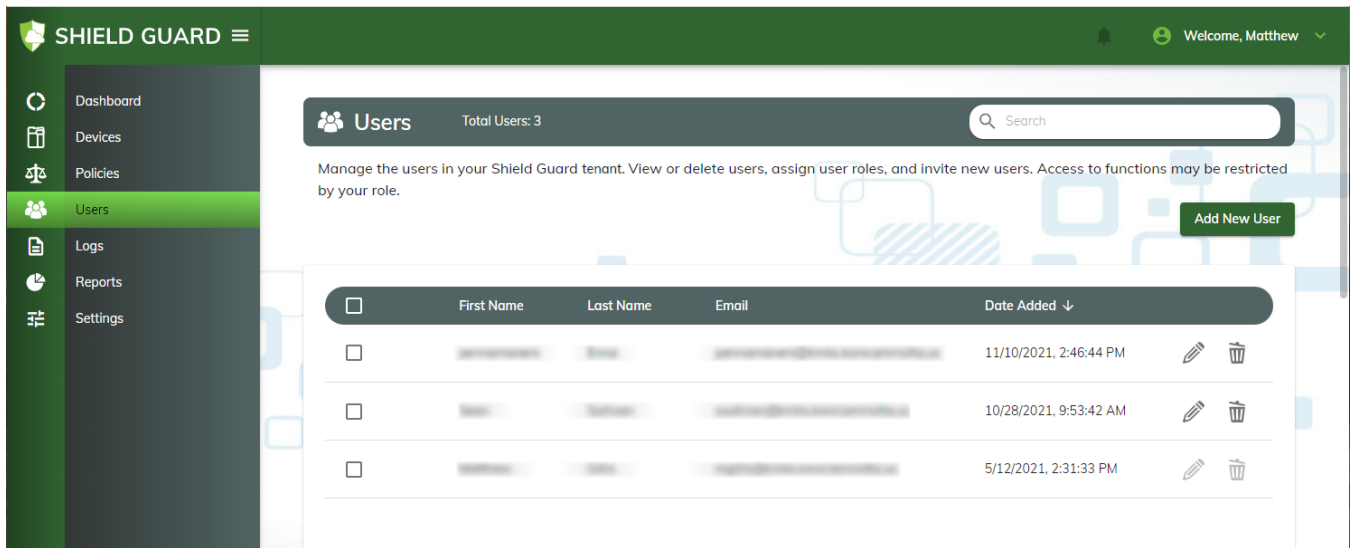 SHIELD GUARD
Welcome, Matthew
Dashboard
Devices
Policies
Users
Logs
Reports
Settings
Users Total Users: 3 Search
Manage the users in your Shield Guard tenant. View or delete users, assign user roles, and invite new users. Access to functions may be restricted
by your role.
Add New User
First Name Last Name Email Date Added ↓
11/10/2021, 2:46:44 PM
10/28/2021, 9:53:42 AM
5/12/2021, 2:31:33 PM